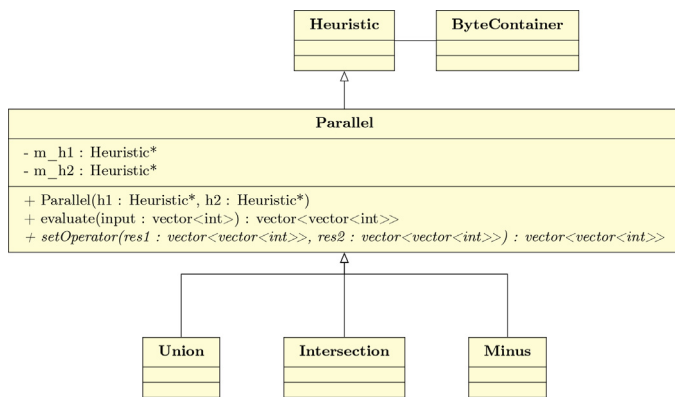 Heuristic
ByteContainer
Parallel
- m_h1 : Heuristic*
- m_h2 : Heuristic*
+ Parallel(h1 : Heuristic*, h2 : Heuristic*)
+ evaluate(input : vector<int>) : vector<vector<int>>
+ setOperator(res1 : vector<vector<int>>, res2 : vector<vector<int>>) : vector<vector<int>>
Union
Intersection
Minus